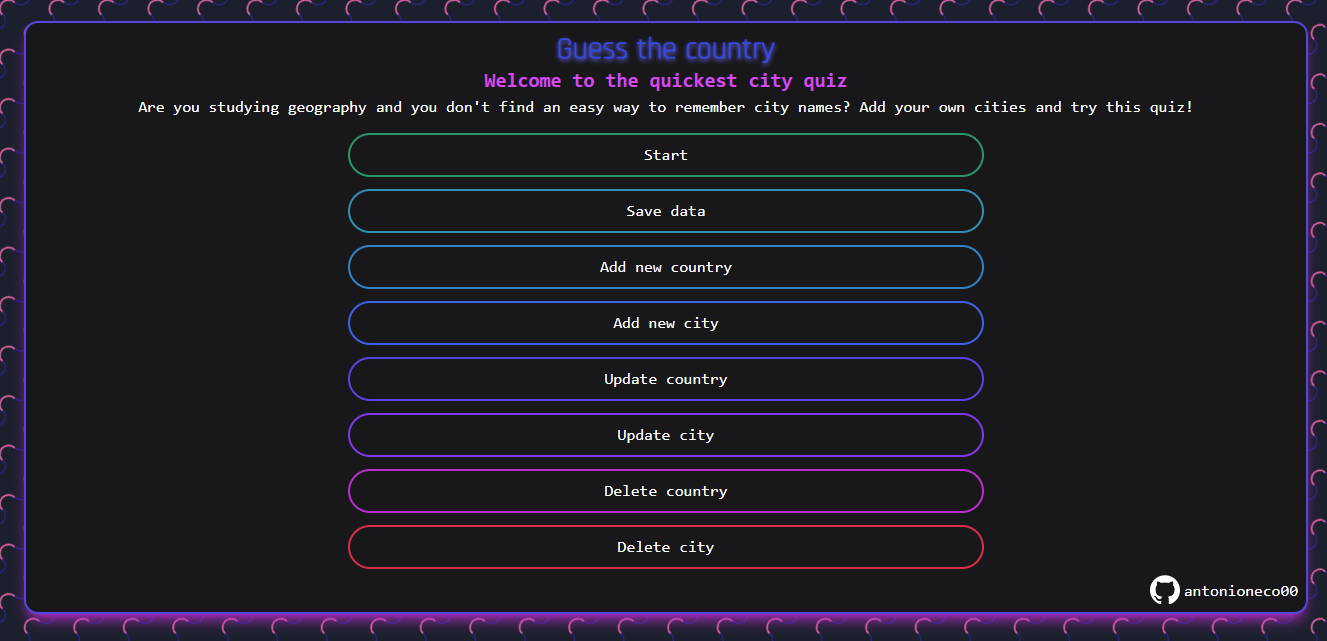 Guess the country
Welcome to the quickest city quiz
Are you studying geography and you don't find an easy way to remember city names? Add your own cities and try this quiz!
Start
Save data
Add new country
Add new city
Update country
Update city
Delete country
Delete city
antonioneco00